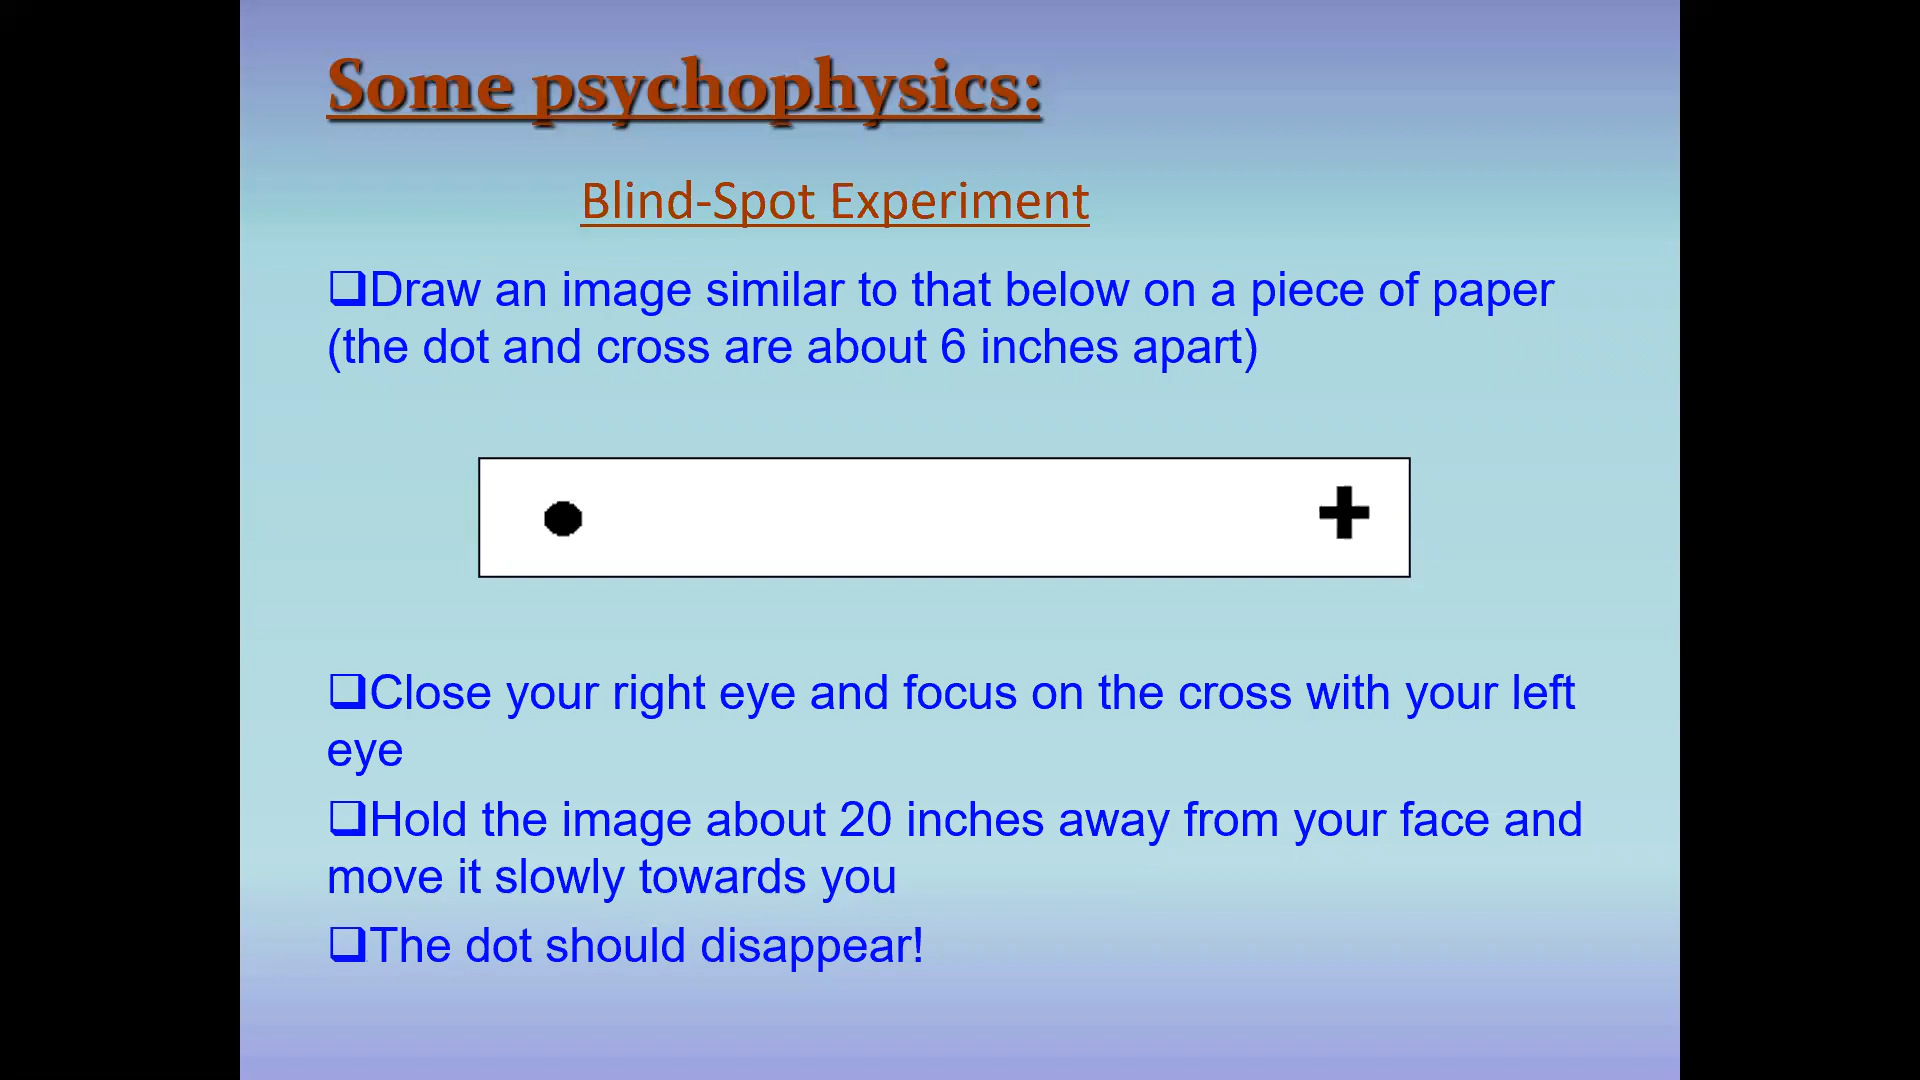 Some psychophysics:
Blind-Spot Experiment
❑Draw an image similar to that below on a piece of paper
(the dot and cross are about 6 inches apart)
❑Close your right eye and focus on the cross with your left
eye
❑Hold the image about 20 inches away from your face and
move it slowly towards you
❑The dot should disappear!